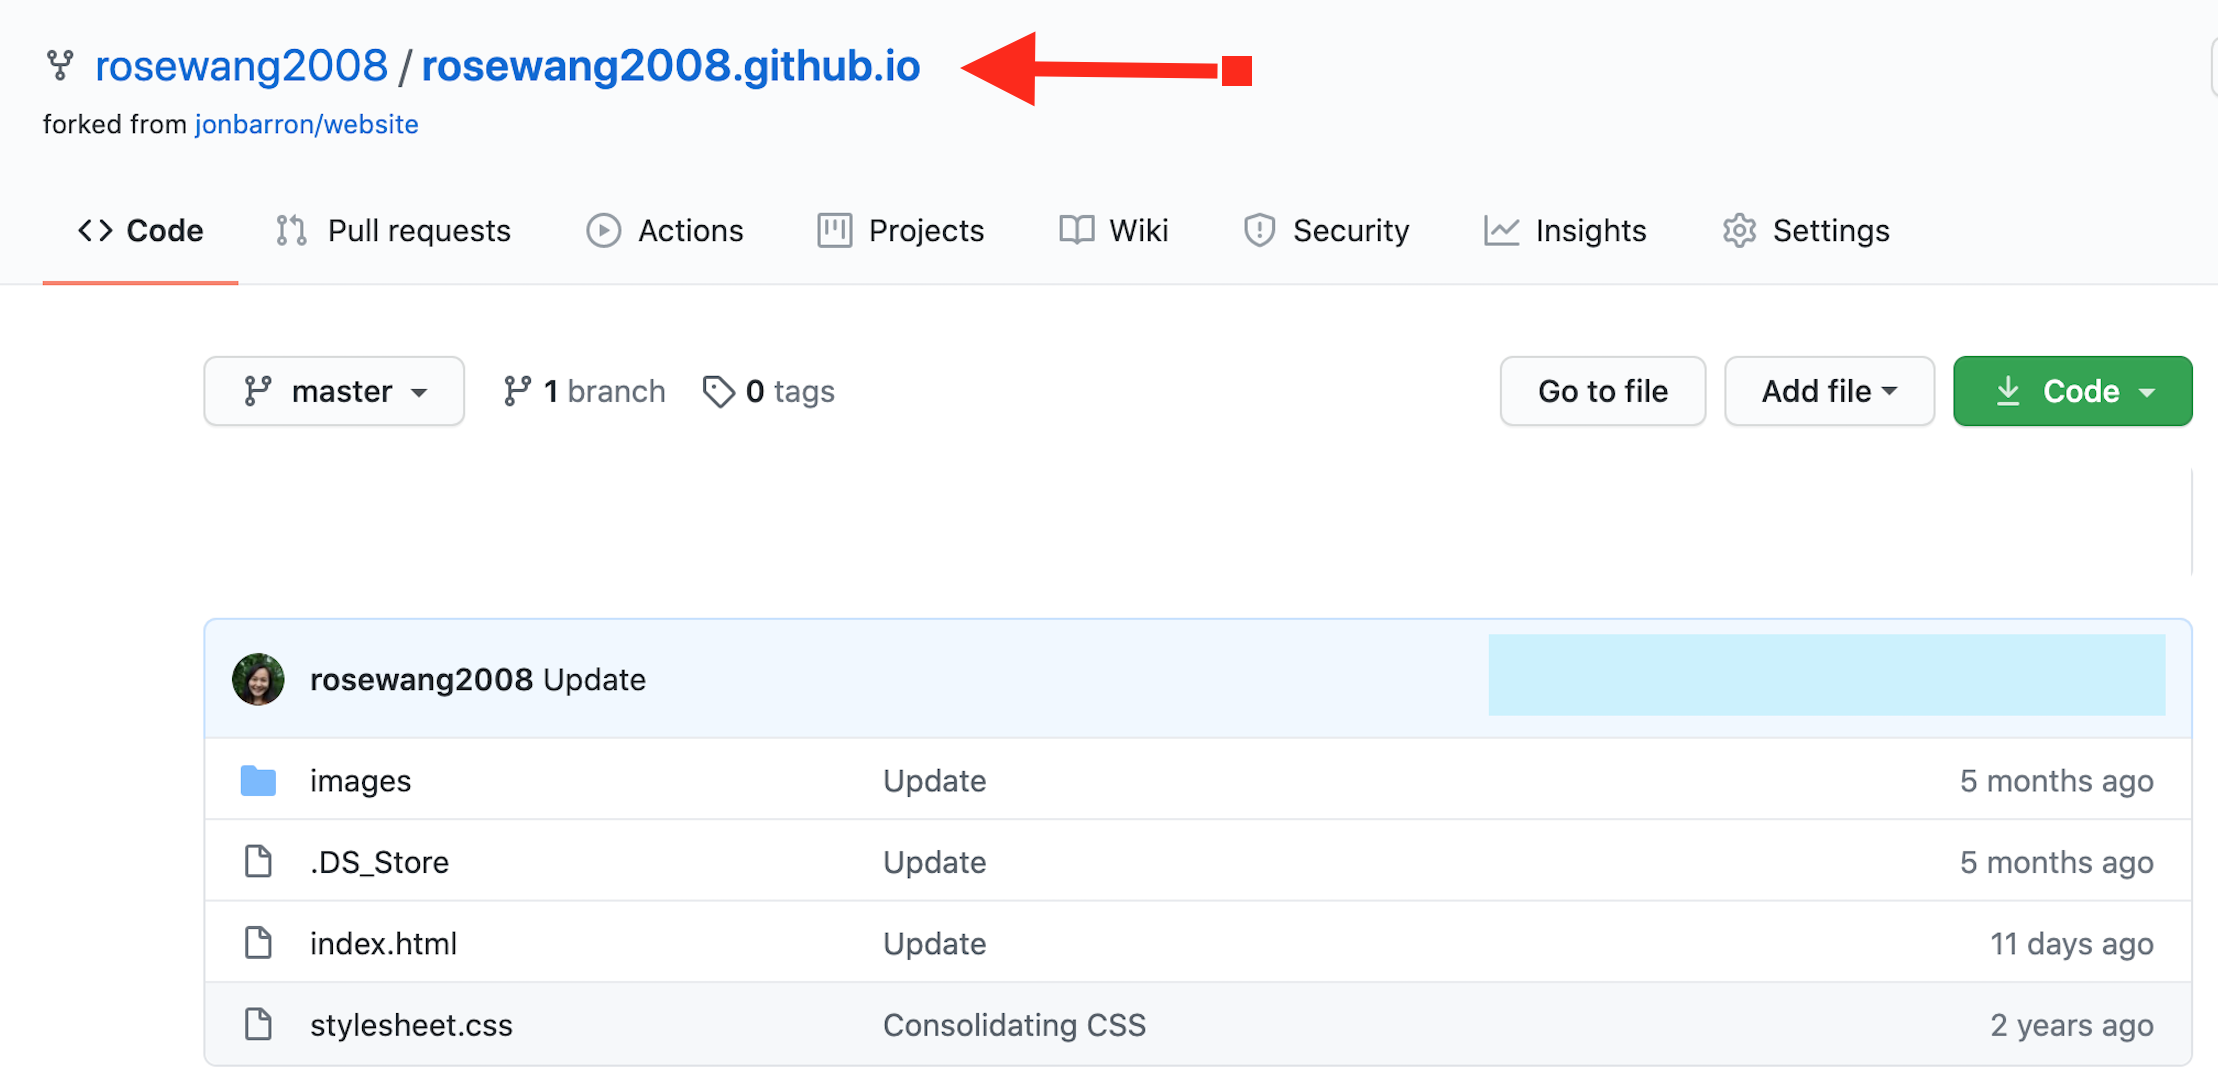 rosewang2008 / rosewang2008.github.io
forked from jonbarron/website
Code Pull requests Actions Projects Wiki Security Insights Settings
master 1 branch 0 tags Go to file Add file Code
rosewang2008 Update
images Update 5 months ago
.DS_Store Update 5 months ago
index.html Update 11 days ago
stylesheet.css Consolidating CSS 2 years ago